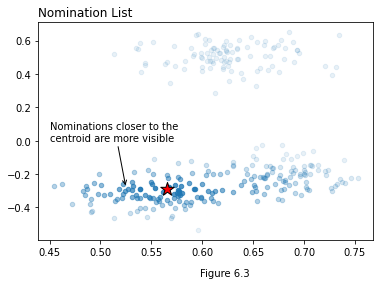 Nomination List
0.6
0.4
0.2
0.0
−0.2
−0.4
Nominations closer to the
centroid are more visible
0.45 0.50 0.55 0.60 0.65 0.70 0.75
Figure 6.3